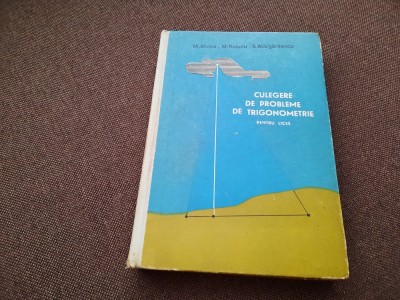 CULEGERE
DE PROBLEME
DE TRIGONOMETRIE
PENTRU LICEE